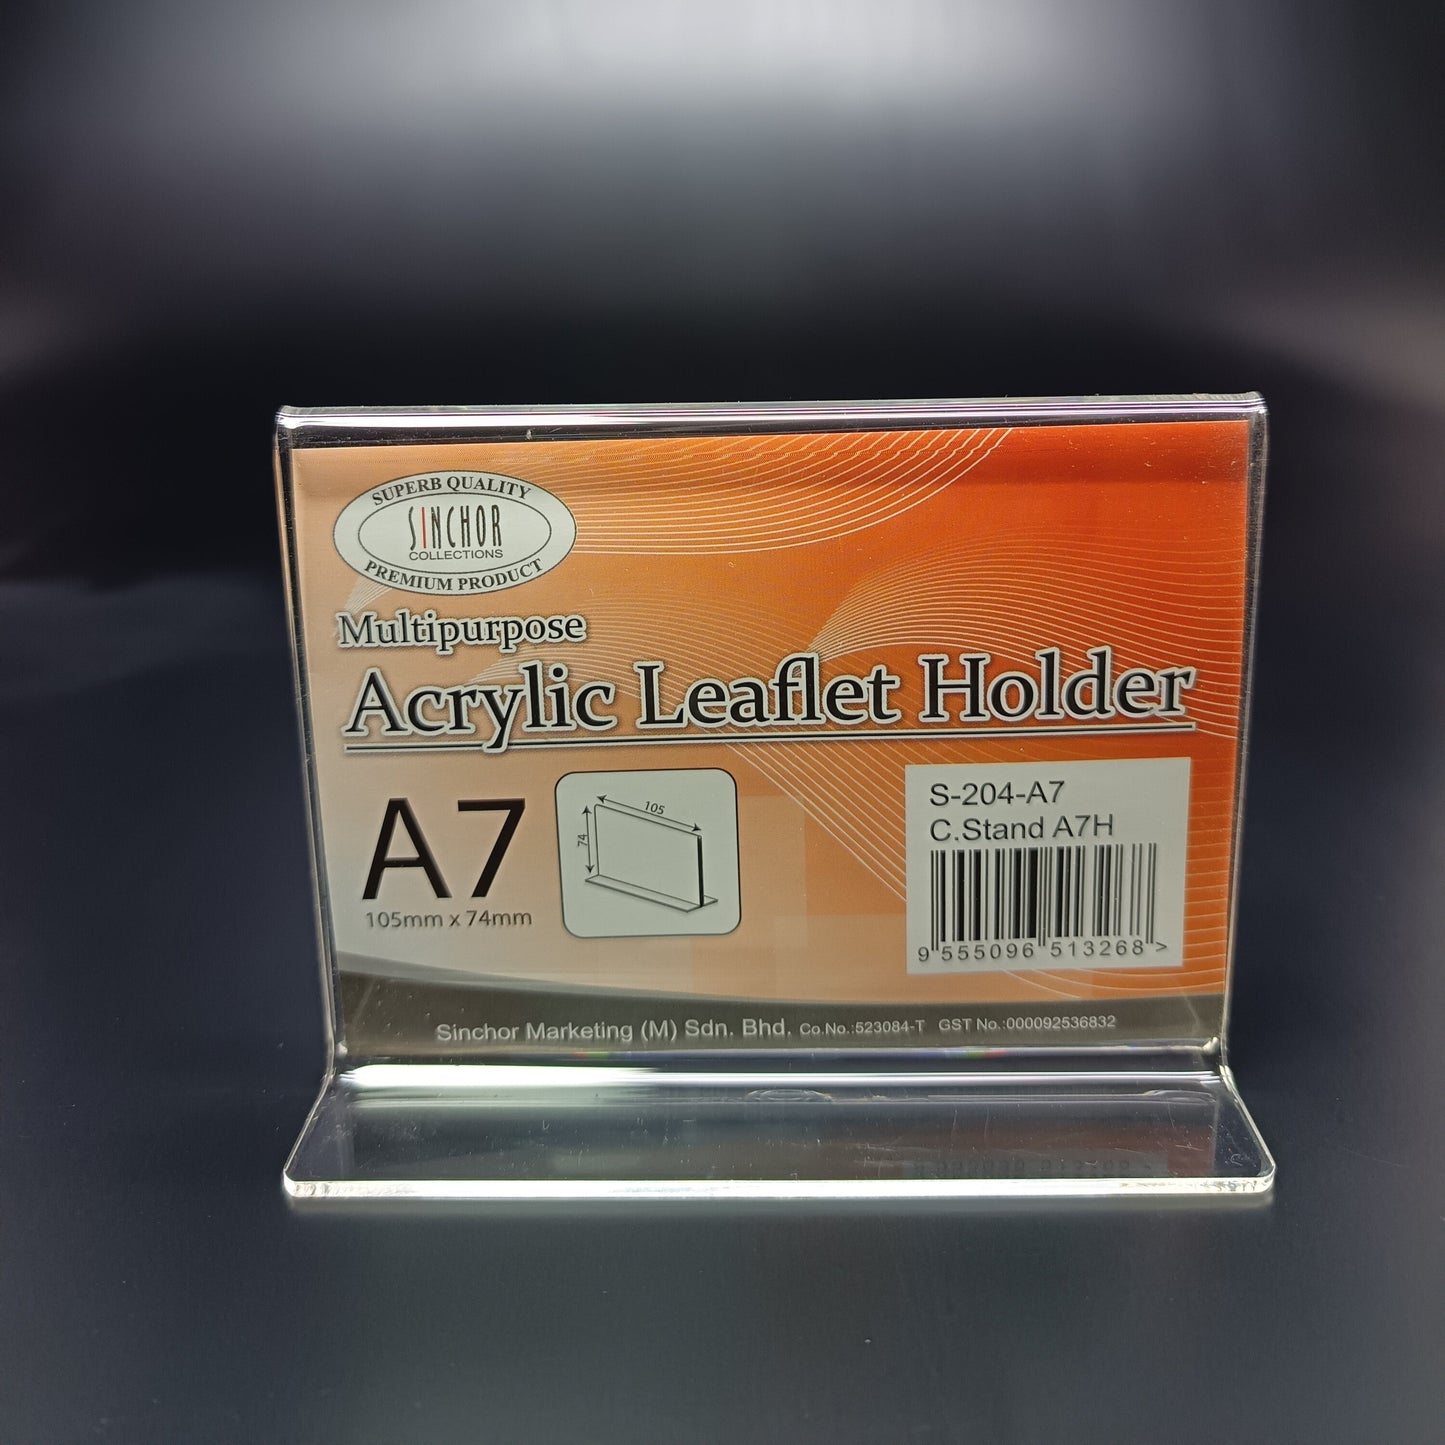 SUPERB QUALITY
SINCHOR
COLLECTIONS
PREMIUM PRODUCT
Multipurpose
Acrylic Leaflet Holder
A7
105mm x 74mm
105
74
S-204-A7
C.Stand A7H
9 555096 513268 >
Sinchor Marketing (M) Sdn. Bhd. Co.No.:523084-T GST No.:000092536832